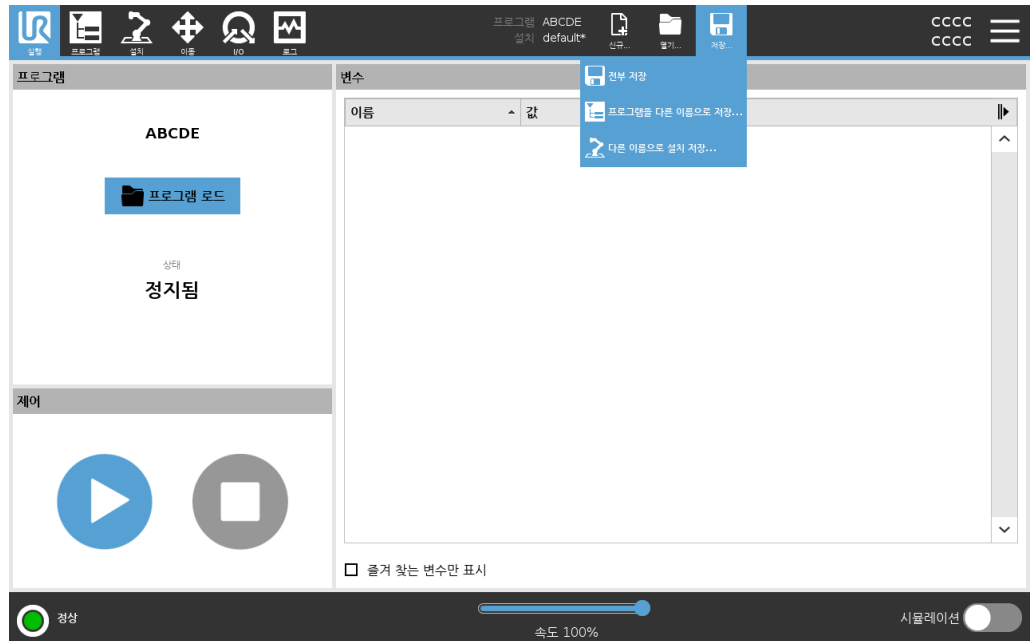 UR
실행
프로그램
설치
이동
I/O
로그
프로그램 ABCDE
설치 default*
신규...
열기...
저장...
CCCC
CCCC
전부 저장
프로그램을 다른 이름으로 저장...
다른 이름으로 설치 저장...
프로그램
ABCDE
프로그램 로드
상태
정지됨
제어
변수
이름
값
즐겨 찾는 변수만 표시
정상
속도 100%
시뮬레이션